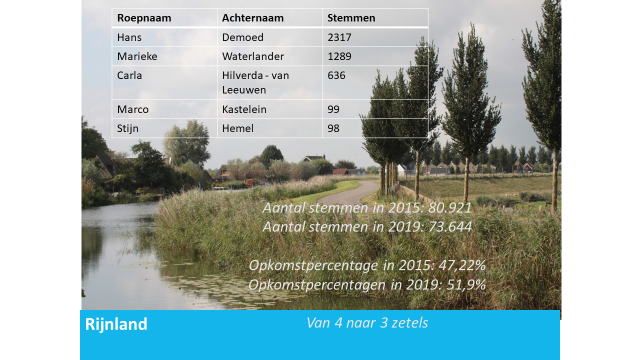 Roepnaam Achternaam Stemmen
Hans Demoed 2317
Marieke Waterlander 1289
Carla Hilverda - van Leeuwen 636
Marco Kastelein 99
Stijn Hemel 98
Aantal stemmen in 2015: 80.921
Aantal stemmen in 2019: 73.644
Opkomstpercentage in 2015: 47,22%
Opkomstpercentagen in 2019: 51,9%
Rijnland
Van 4 naar 3 zetels